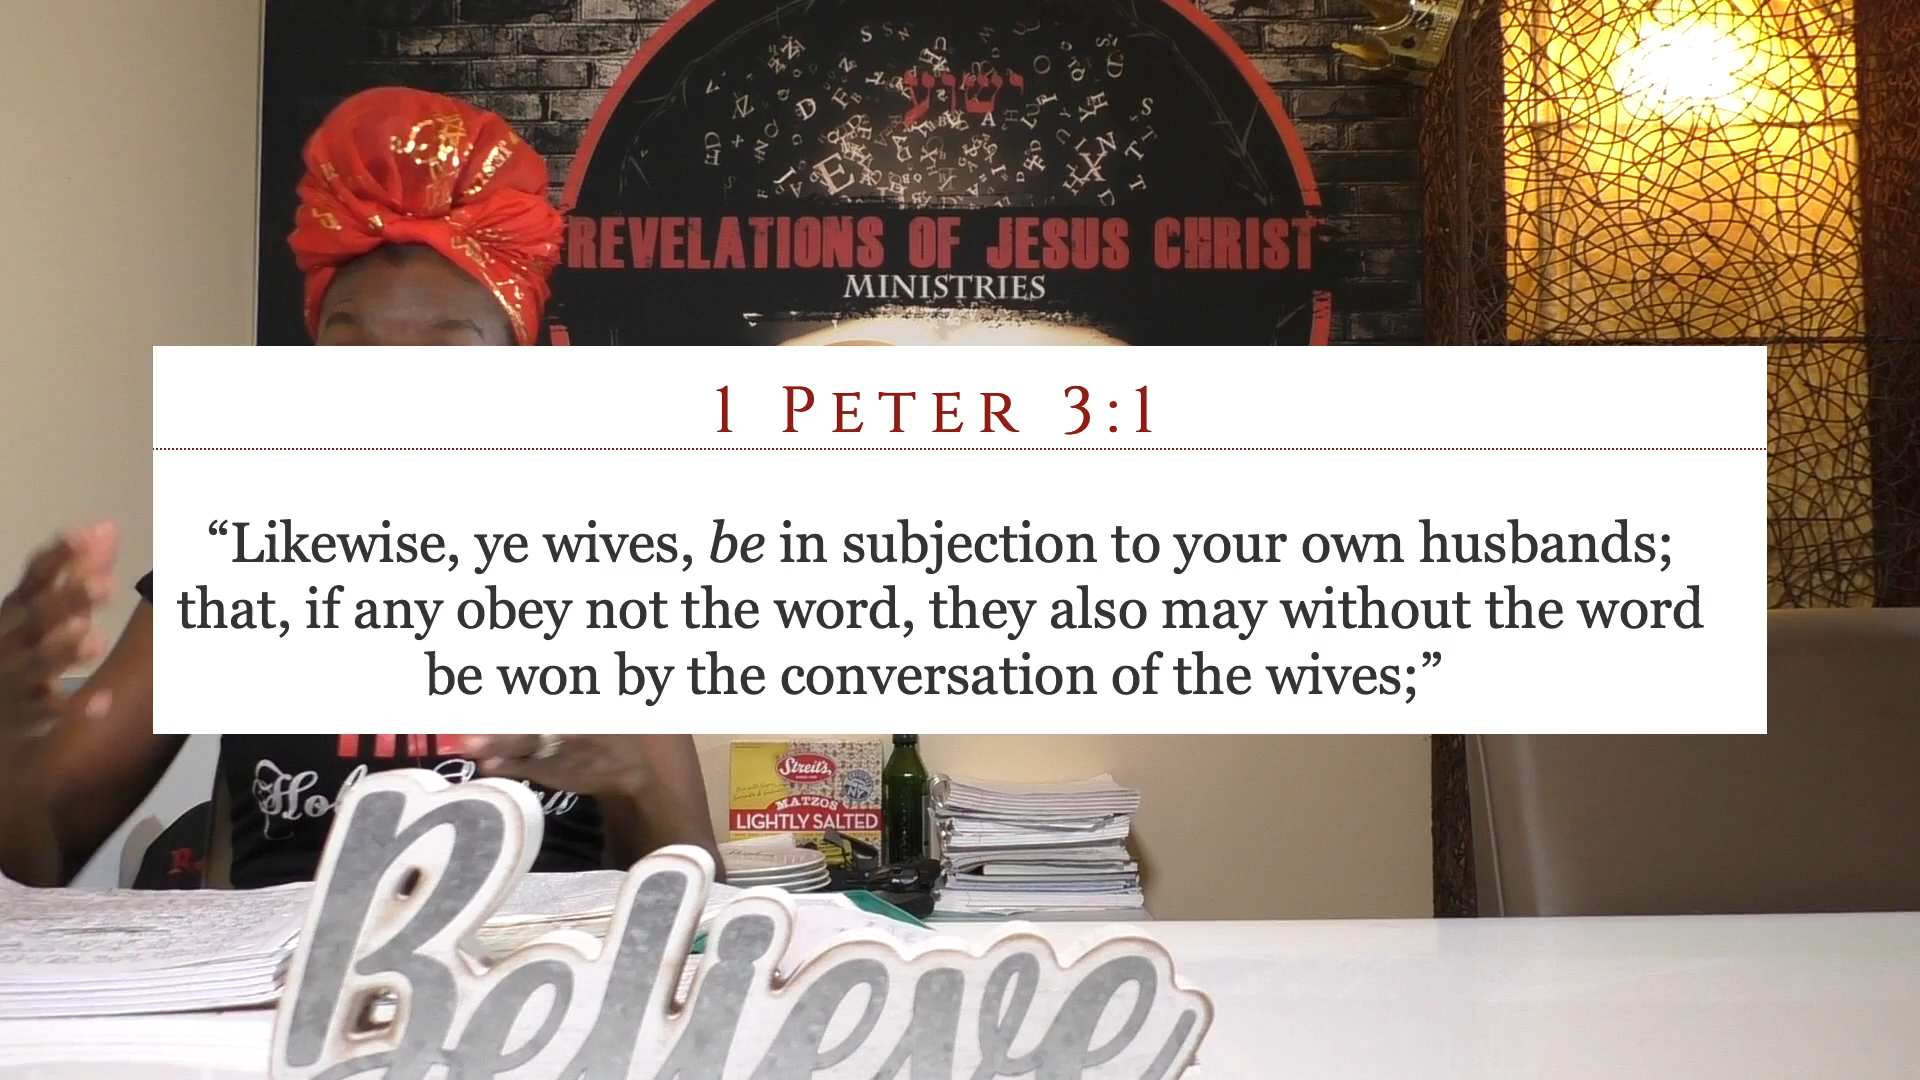 ישוע
REVELATIONS OF JESUS CHRIST
MINISTRIES
1 PETER 3:1
“Likewise, ye wives, be in subjection to your own husbands;
that, if any obey not the word, they also may without the word
be won by the conversation of the wives;”
Streit's
MATZOS
LIGHTLY SALTED
Believe